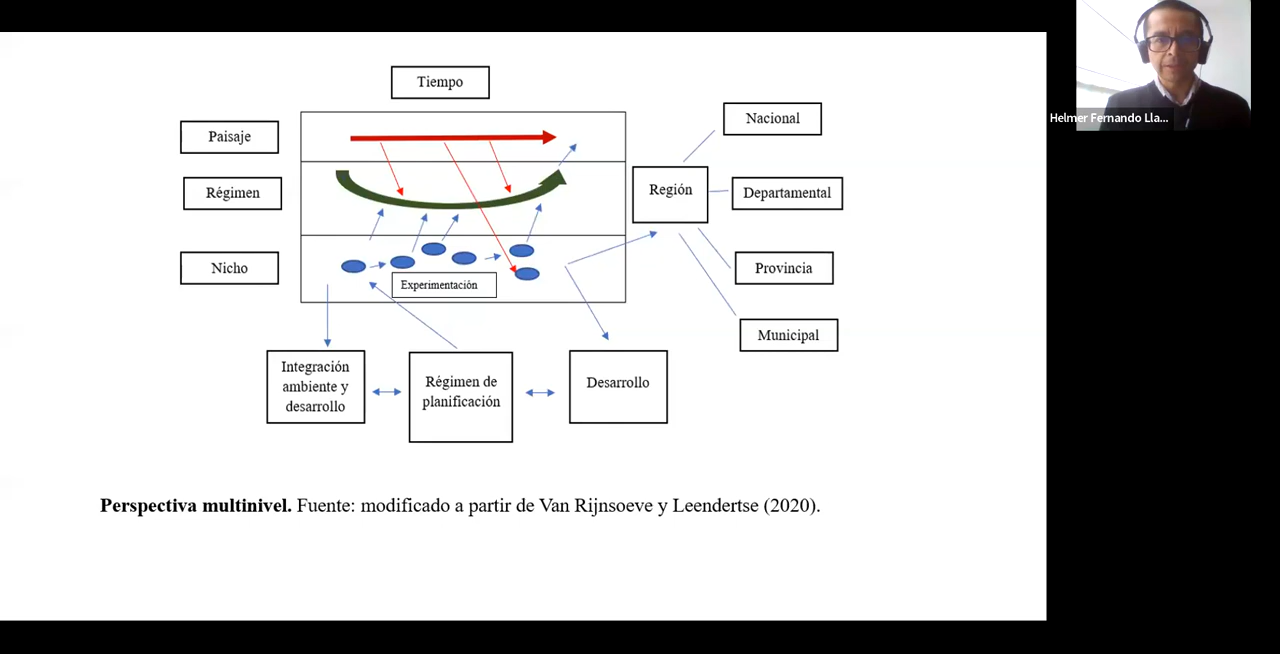 Tiempo
Helmer Fernando Lla...
Nacional
Paisaje
Régimen
Región
Departamental
Nicho
Experimentación
Provincia
Municipal
Integración
ambiente y
desarrollo
Régimen de
planificación
Desarrollo
Perspectiva multinivel. Fuente: modificado a partir de Van Rijnsoeve y Leendertse (2020).